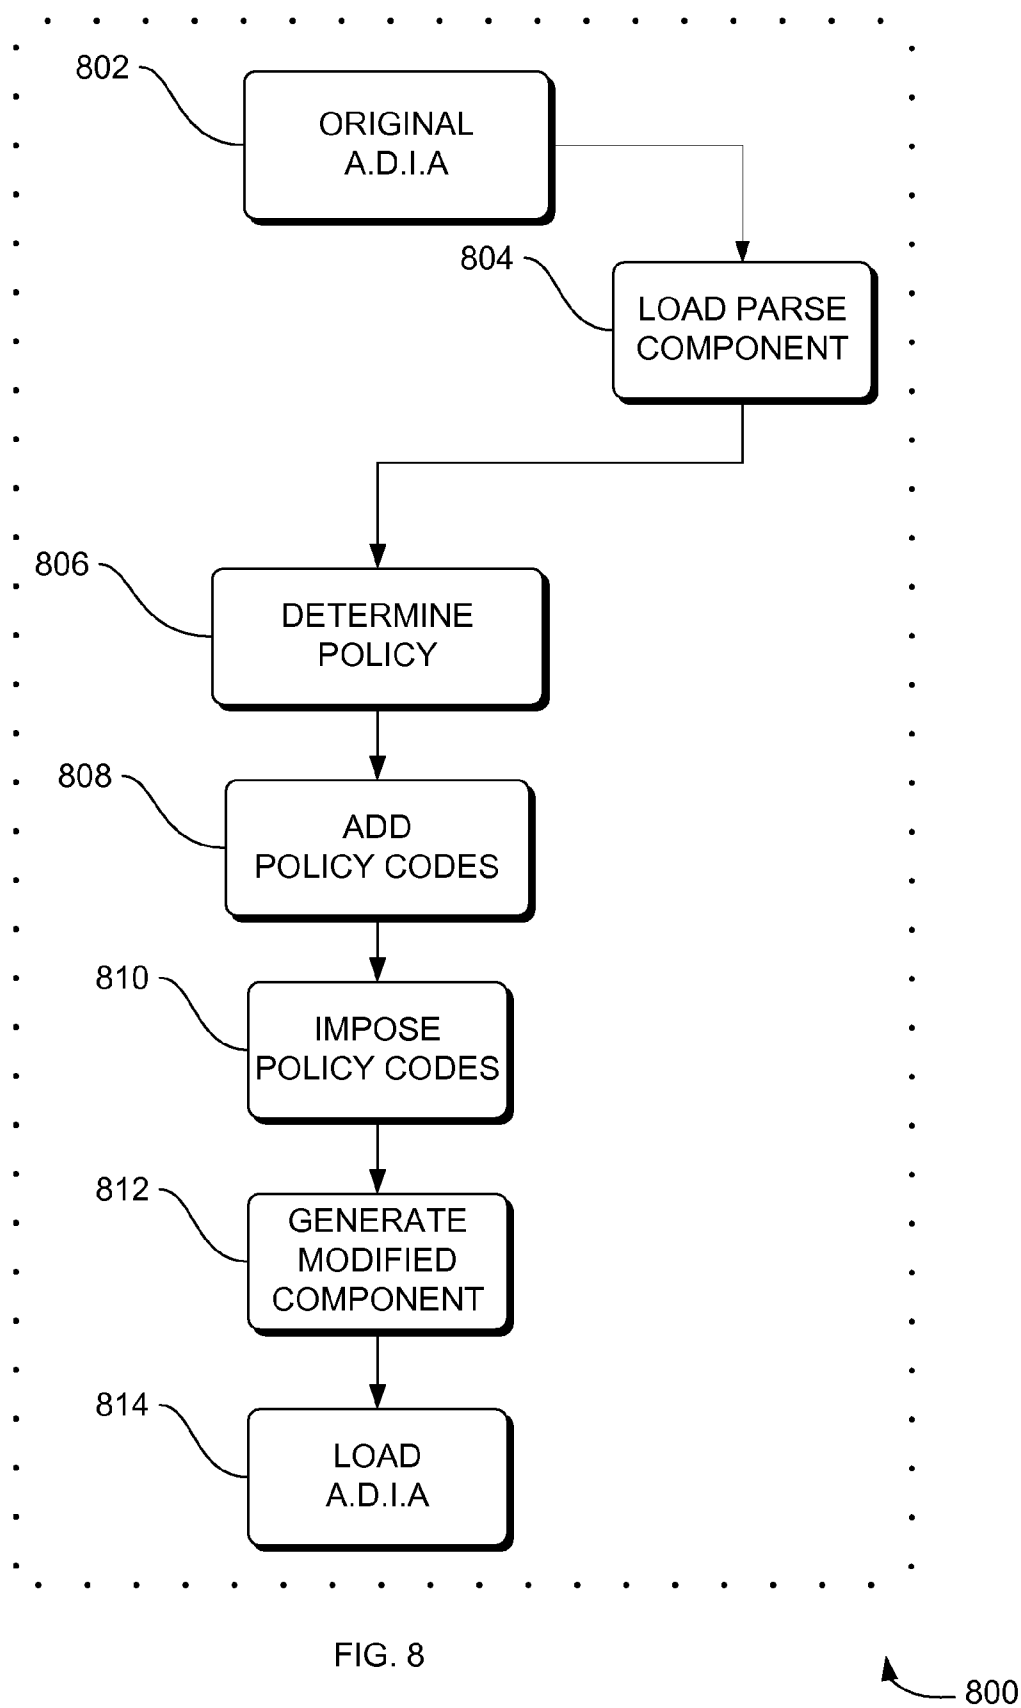 802
ORIGINAL
A.D.I.A
804
LOAD PARSE
COMPONENT
806
DETERMINE
POLICY
808
ADD
POLICY CODES
810
IMPOSE
POLICY CODES
812
GENERATE
MODIFIED
COMPONENT
814
LOAD
A.D.I.A
FIG. 8
800